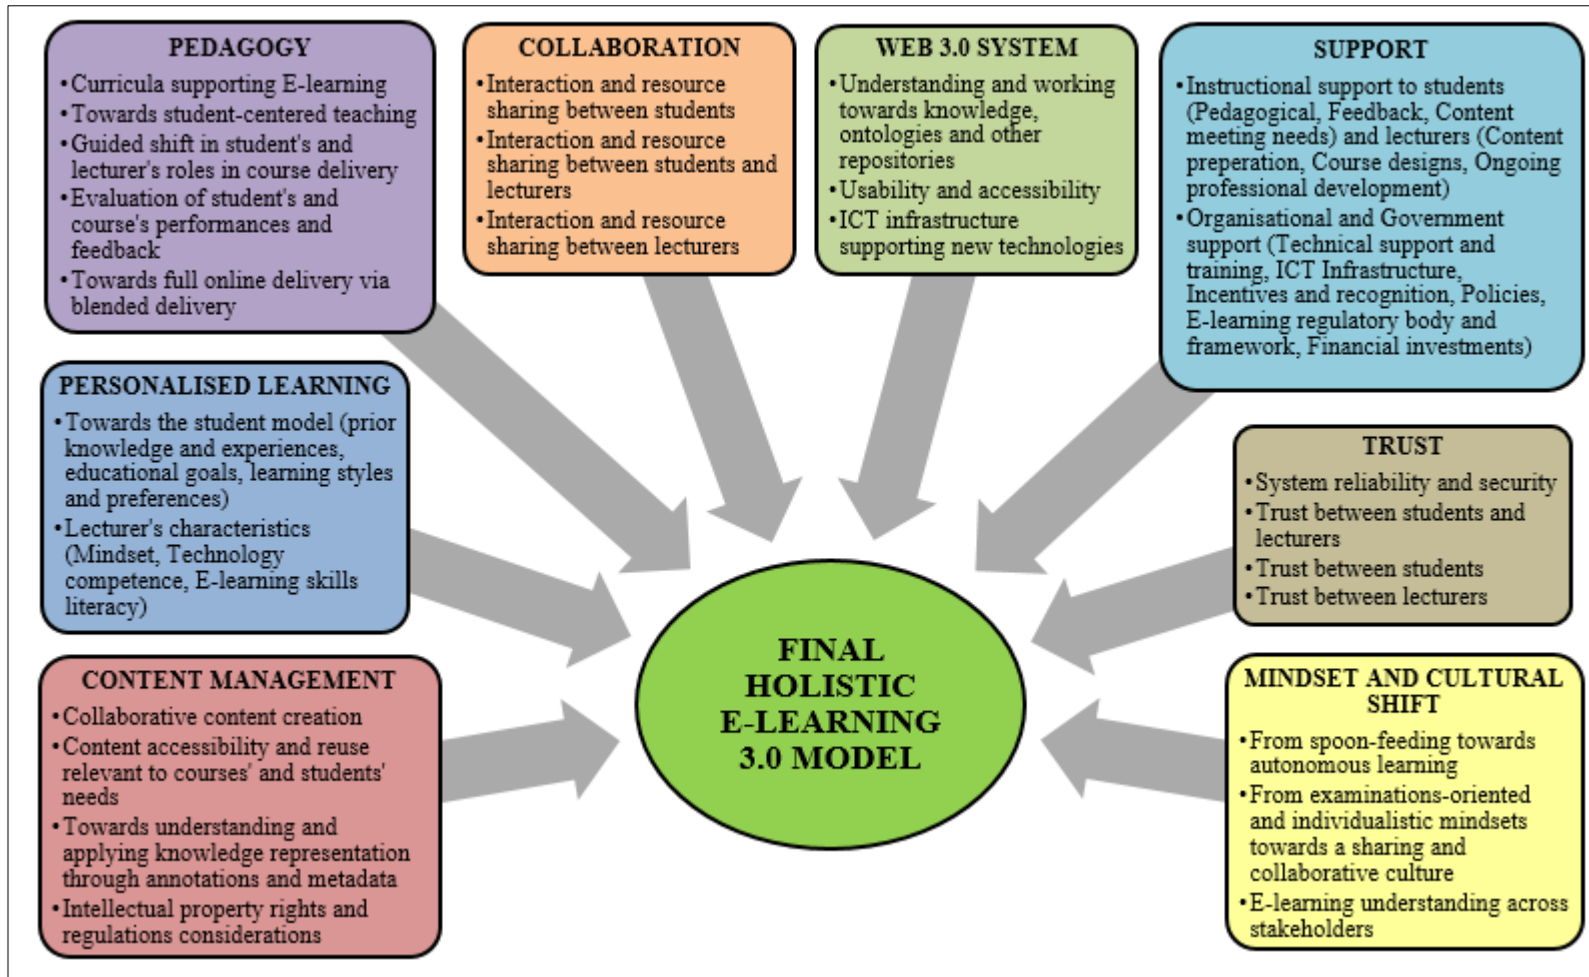 PEDAGOGY
•Curricula supporting E-learning
•Towards student-centered teaching
•Guided shift in student's and
lecturer's roles in course delivery
•Evaluation of student's and
course's performances and
feedback
•Towards full online delivery via
blended delivery
COLLABORATION
•Interaction and resource
sharing between students
•Interaction and resource
sharing between students and
lecturers
•Interaction and resource
sharing between lecturers
WEB 3.0 SYSTEM
•Understanding and working
towards knowledge,
ontologies and other
repositories
•Usability and accessibility
•ICT infrastructure
supporting new technologies
SUPPORT
•Instructional support to students
(Pedagogical, Feedback, Content
meeting needs) and lecturers (Content
preperation, Course designs, Ongoing
professional development)
•Organisational and Government
support (Technical support and
training, ICT Infrastructure,
Incentives and recognition, Policies,
E-learning regulatory body and
framework, Financial investments)
PERSONALISED LEARNING
•Towards the student model (prior
knowledge and experiences,
educational goals, learning styles
and preferences)
•Lecturer's characteristics
(Mindset, Technology
competence, E-learning skills
literacy)
TRUST
•System reliability and security
•Trust between students and
lecturers
•Trust between students
•Trust between lecturers
CONTENT MANAGEMENT
•Collaborative content creation
•Content accessibility and reuse
relevant to courses' and students'
needs
•Towards understanding and
applying knowledge representation
through annotations and metadata
•Intellectual property rights and
regulations considerations
FINAL
HOLISTIC
E-LEARNING
3.0 MODEL
MINDSET AND CULTURAL
SHIFT
•From spoon-feeding towards
autonomous learning
•From examinations-oriented
and individualistic mindsets
towards a sharing and
collaborative culture
•E-learning understanding across
stakeholders